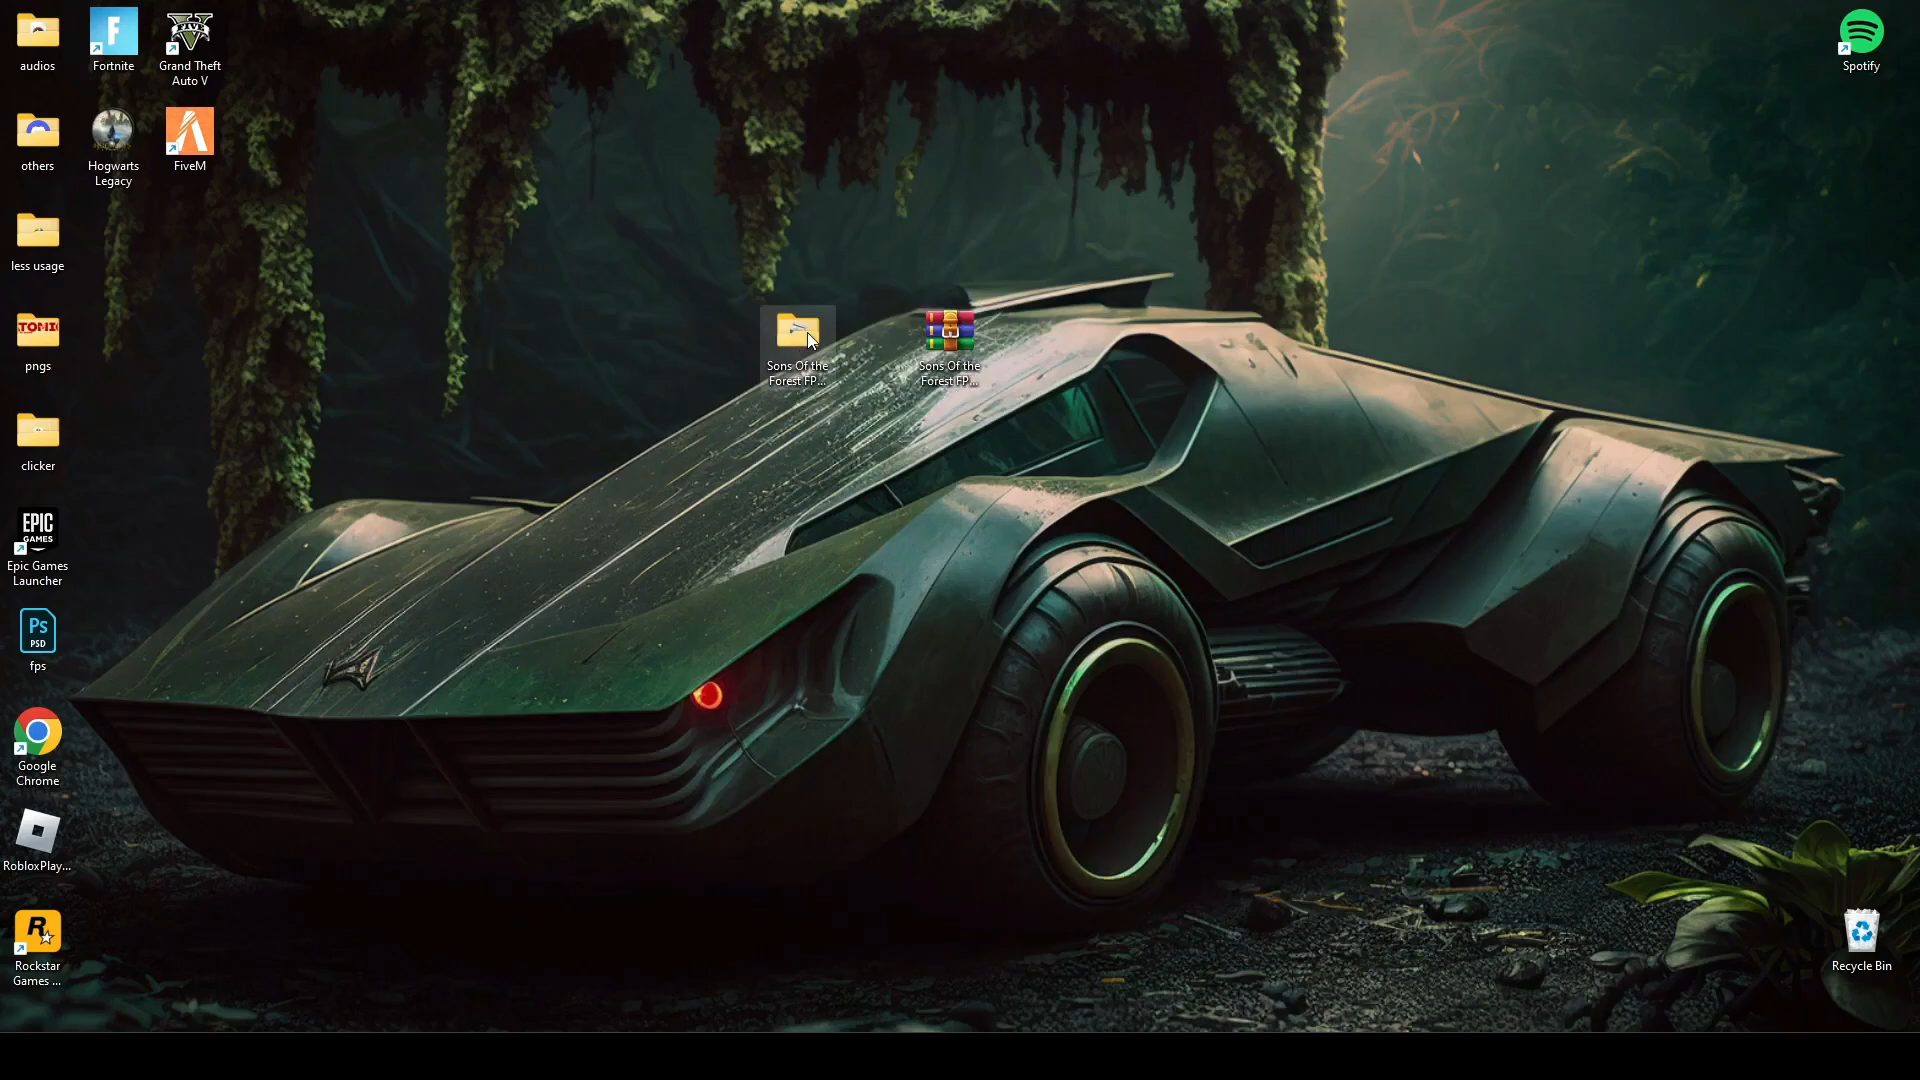 audios
Fortnite
Grand Theft
Auto V
Spotify
others
Hogwarts
Legacy
FiveM
less usage
TOMI
pngs
Sons Of the
Forest FP...
Sons Of the
Forest FP...
clicker
EPIC
GAMES
Epic Games
Launcher
Ps
PSD
fps
Google
Chrome
RobloxPlay...
Rockstar
Games ...
Recycle Bin